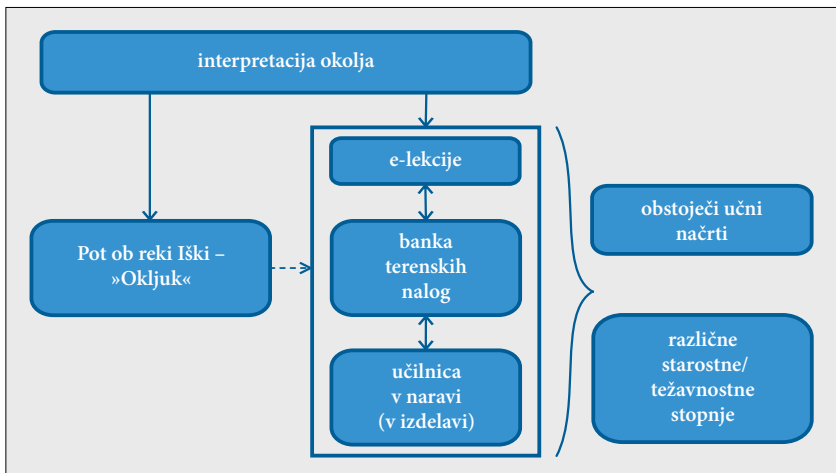 interpretacija okolja
e-lekcije
Pot ob reki Iški –
»Okljuk«
banka
terenskih
nalog
učilnica
v naravi
(v izdelavi)
obstoječi učni
načrti
različne
starostne/
težavnostne
stopnje